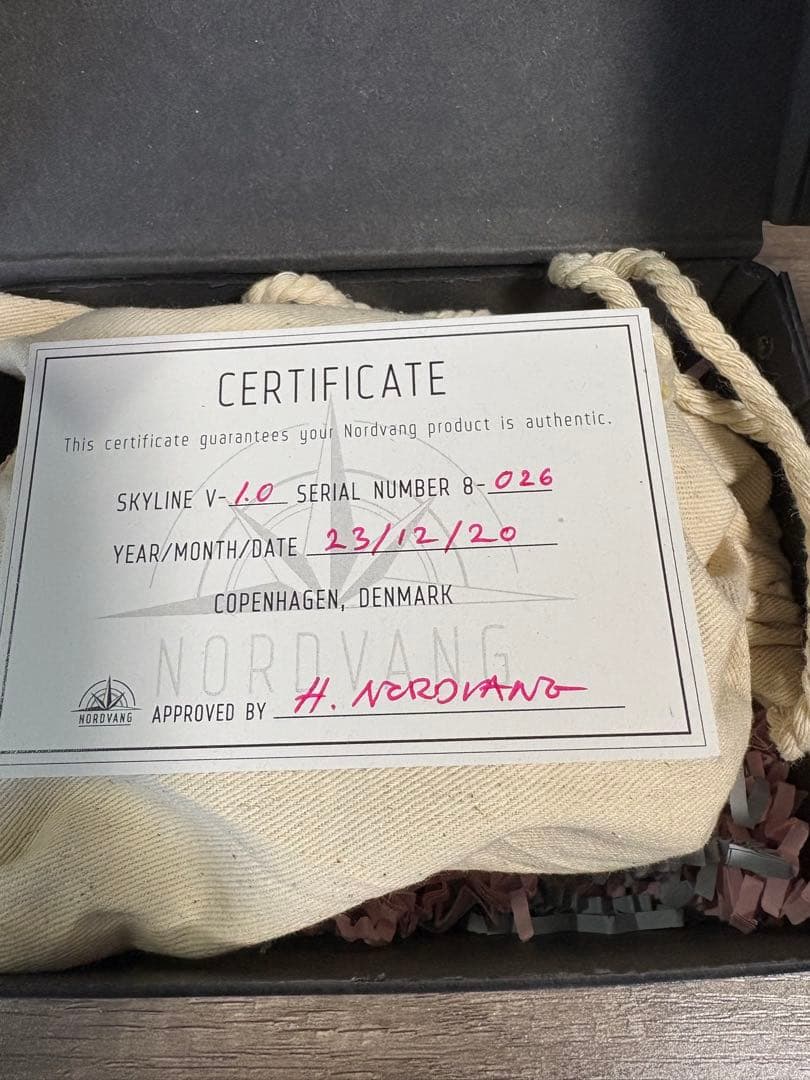 CERTIFICATE
This certificate guarantees your Nordvang product is authentic.
SKYLINE V-1.0 SERIAL NUMBER 8-026
YEAR/MONTH/DATE 23/12/20
COPENHAGEN, DENMARK
NORDVANG
NORDVANG APPROVED BY H. NORDVANG